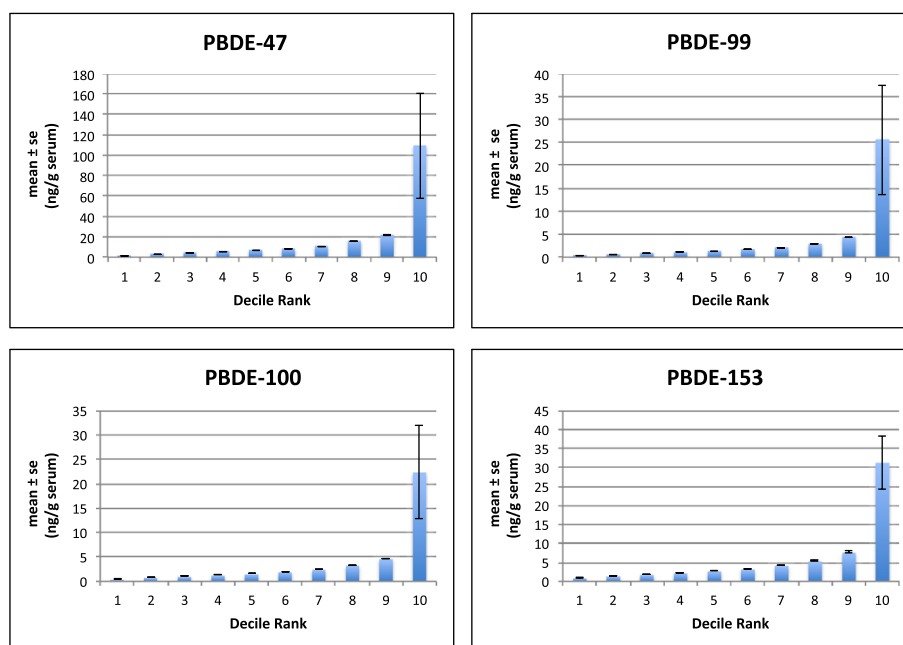 PBDE-47
mean ± se
(ng/g serum)
180
160
140
120
100
80
60
40
20
0
1 2 3 4 5 6 7 8 9 10
Decile Rank
PBDE-99
mean ± se
(ng/g serum)
40
35
30
25
20
15
10
5
0
1 2 3 4 5 6 7 8 9 10
Decile Rank
PBDE-100
mean ± se
(ng/g serum)
35
30
25
20
15
10
5
0
1 2 3 4 5 6 7 8 9 10
Decile Rank
PBDE-153
mean ± se
(ng/g serum)
45
40
35
30
25
20
15
10
5
0
1 2 3 4 5 6 7 8 9 10
Decile Rank